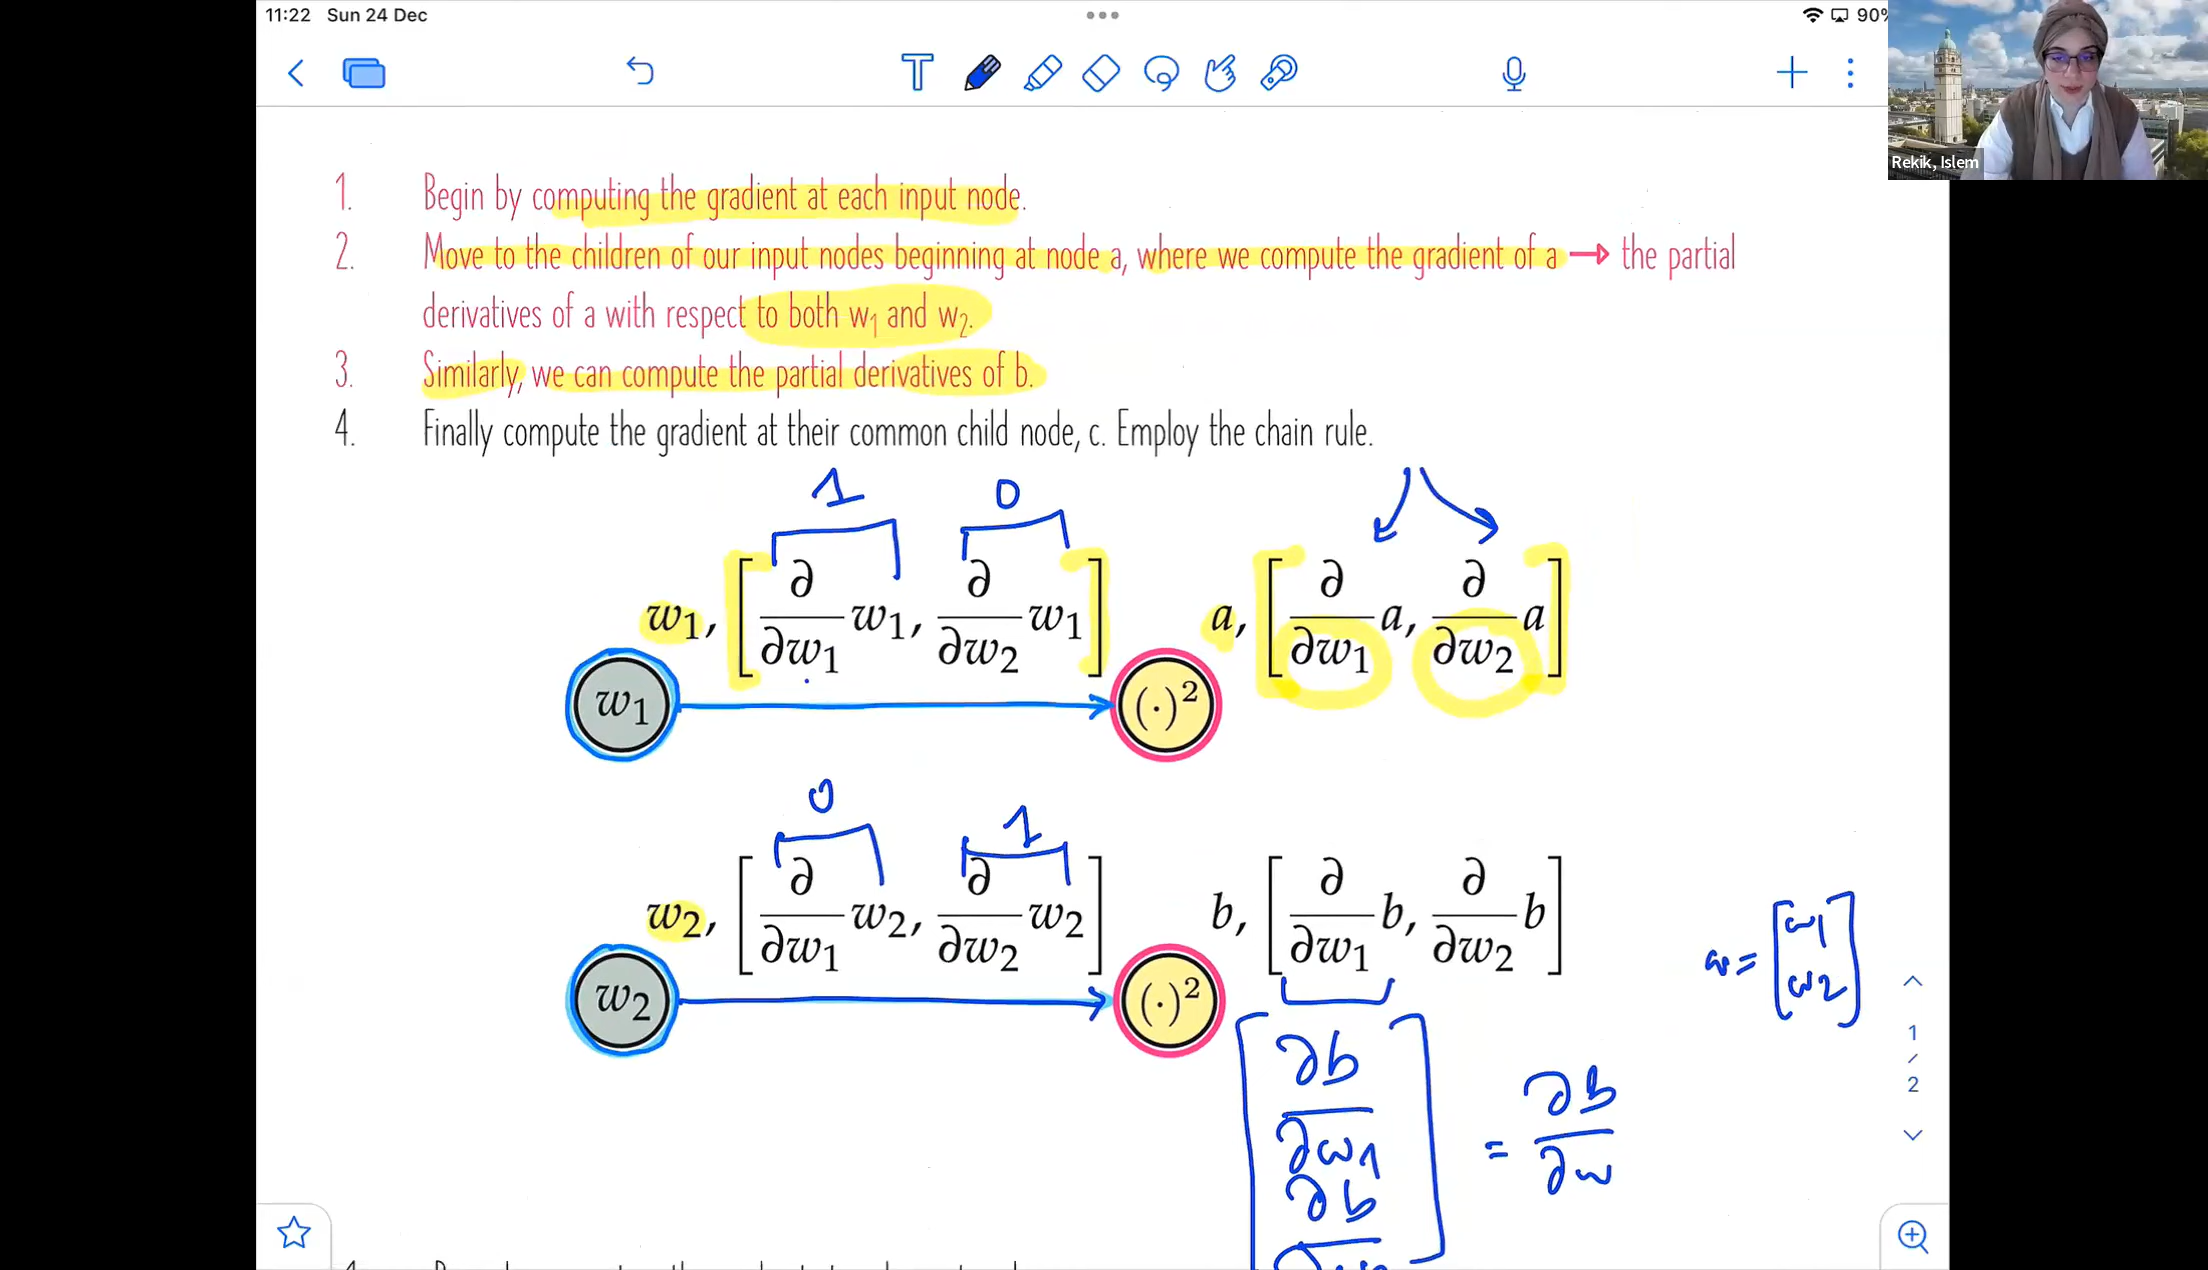 11:22 Sun 24 Dec
90%
Rekik, Islem
1. Begin by computing the gradient at each input node.
2. Move to the children of our input nodes beginning at node a, where we compute the gradient of a → the partial
derivatives of a with respect to both w₁ and w₂.
3. Similarly, we can compute the partial derivatives of b.
4. Finally compute the gradient at their common child node, c. Employ the chain rule.
1 0
w₁, [∂/∂w₁ w₁, ∂/∂w₂ w₁] a, [∂/∂w₁ a, ∂/∂w₂ a]
w₁ (·)²
0 1
w₂, [∂/∂w₁ w₂, ∂/∂w₂ w₂] b, [∂/∂w₁ b, ∂/∂w₂ b]
w = [w1 w2]
w₂ (·)²
1 / 2
[∂b/∂w1 ∂b] = ∂b/∂w